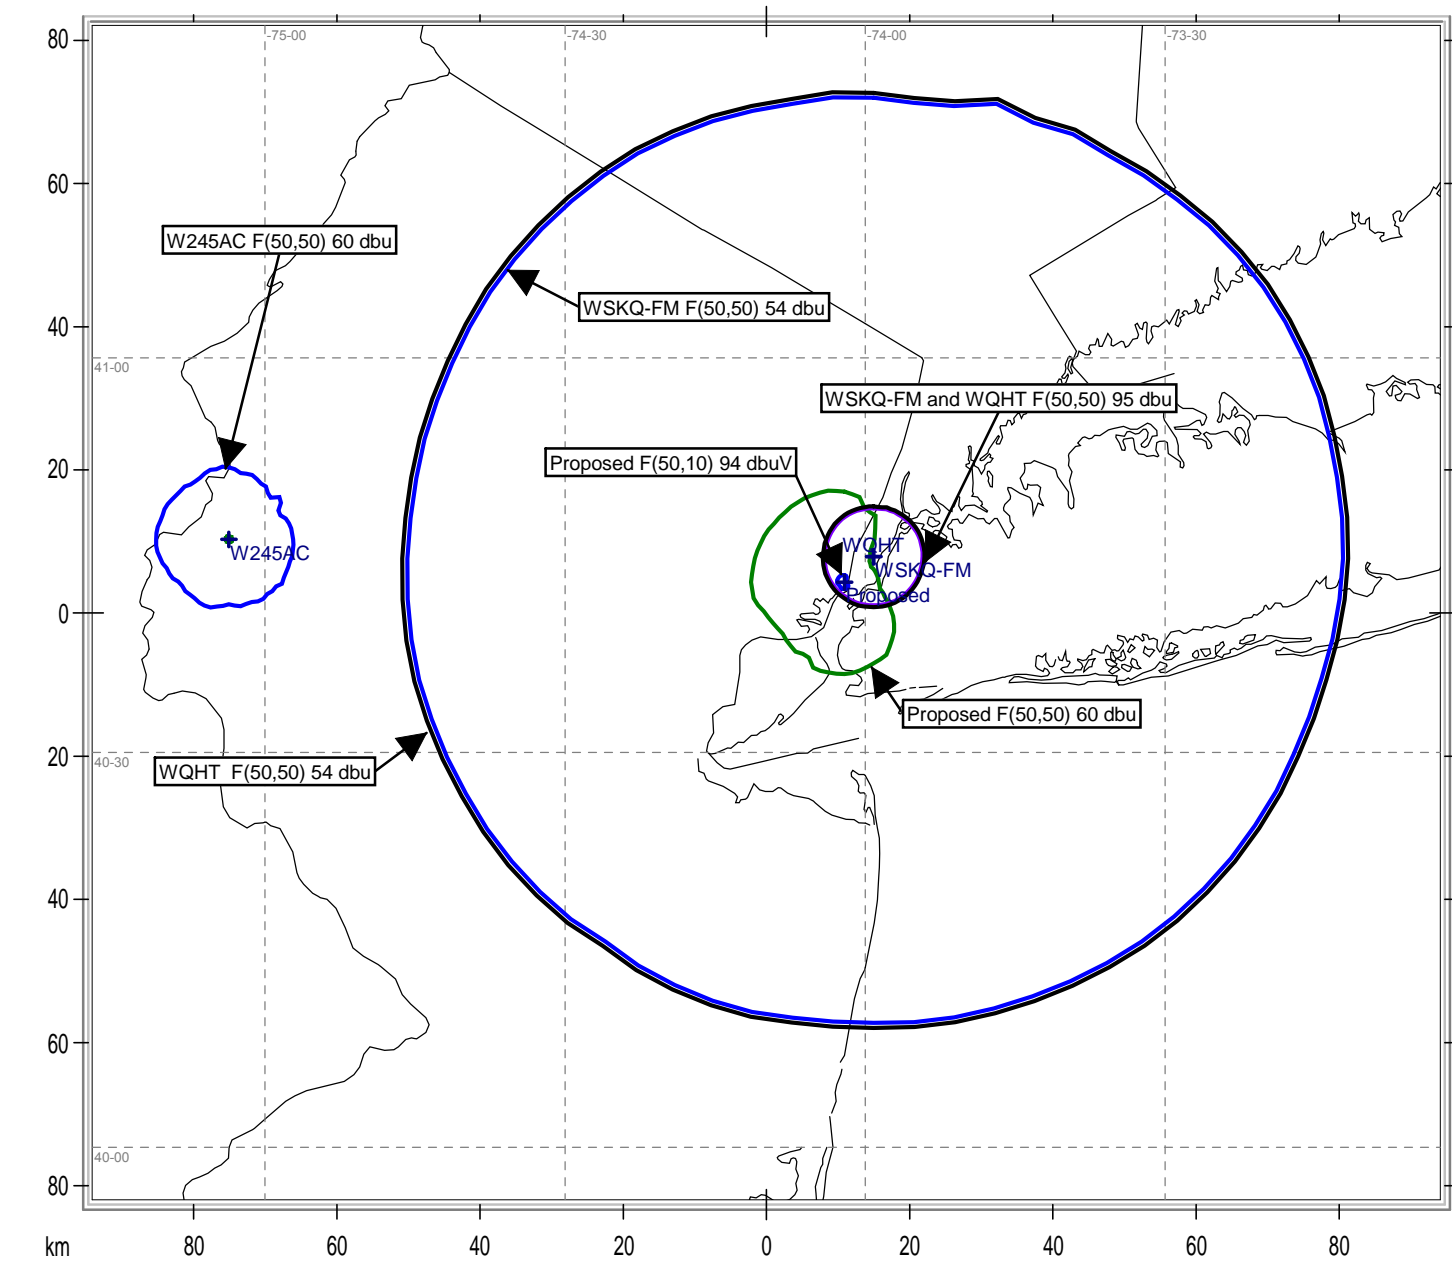 80
-75-00
-74-30
-74-00
-73-30
60
W245AC F(50,50) 60 dbu
WSKQ-FM F(50,50) 54 dbu
40
41-00
WSKQ-FM and WQHT F(50,50) 95 dbu
20
Proposed F(50,10) 94 dbuV
WQHT
W245AC
WSKQ-FM
Proposed
0
Proposed F(50,50) 60 dbu
20
40-30
WQHT F(50,50) 54 dbu
40
60
40-00
80
km
80
60
40
20
0
20
40
60
80